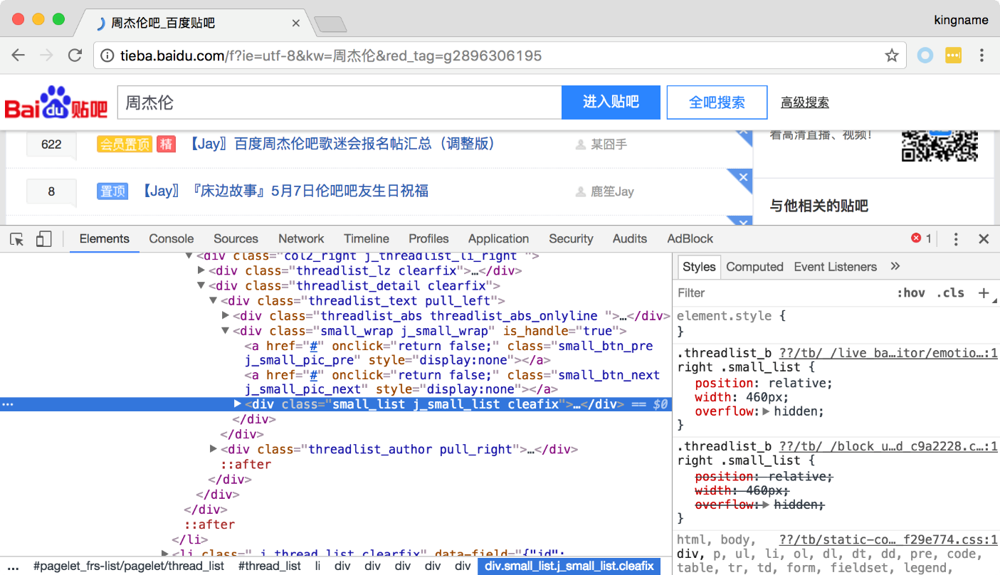 周杰伦吧_百度贴吧
kingname
tieba.baidu.com/f?ie=utf-8&kw=周杰伦&red_tag=g2896306195
Bai du 贴吧
周杰伦
进入贴吧
全吧搜索
高级搜索
622
会员置顶 精 【Jay】百度周杰伦吧歌迷会报名帖汇总（调整版）
某囧手
看高清直播、视频！
8
置顶 【Jay】『床边故事』5月7日伦吧吧友生日祝福
鹿笙Jay
与他相关的贴吧
Elements Console Sources Network Timeline Profiles Application Security Audits AdBlock 1
<div class="col2_right j_threadlist_li_right ">
<div class="threadlist_lz clearfix">…</div>
<div class="threadlist_detail clearfix">
<div class="threadlist_text pull_left">
<div class="threadlist_abs threadlist_abs_onlyline ">…</div>
<div class="small_wrap j_small_wrap" is_handle="true">
<a href="#" onclick="return false;" class="small_btn_pre
j_small_pic_pre" style="display:none"></a>
<a href="#" onclick="return false;" class="small_btn_next
j_small_pic_next" style="display:none"></a>
<div class="small_list j_small_list cleafix">…</div> == $0
</div>
</div>
<div class="threadlist_author pull_right">…</div>
::after
</div>
</div>
</div>
::after
</li>
<li class=" j_thread_list clearfix" data-field="{"id":
... #pagelet_frs-list/pagelet/thread_list #thread_list li div div div div div div.small_list.j_small_list.cleafix
Styles Computed Event Listeners »
Filter :hov .cls +
element.style {
}
.threadlist_b ??/tb/_/live_ba…itor/emotio…:1
right .small_list {
position: relative;
width: 460px;
overflow: hidden;
}
.threadlist_b ??/tb/_/block_u…d_c9a2228.c…:1
right .small_list {
position: relative;
width: 460px;
overflow: hidden;
}
html, body, ??/tb/static-co…_f29e774.css:1
div, p, ul, li, ol, dl, dt, dd, pre, code,
table, tr, td, form, fieldset, legend,